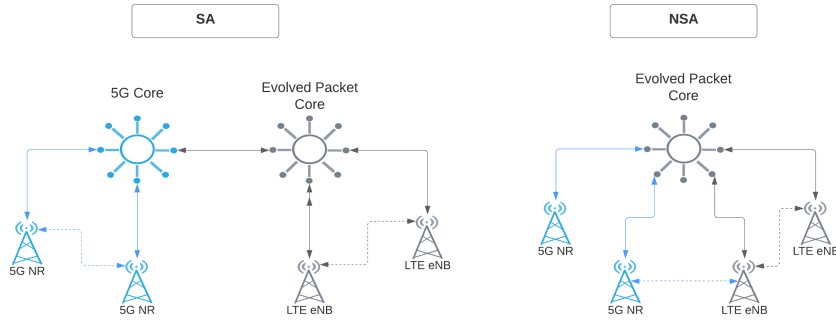 SA
NSA
5G Core
Evolved Packet
Core
Evolved Packet
Core
5G NR
5G NR
LTE eNB
LTE eNB
5G NR
5G NR
LTE eNB
LTE eNB